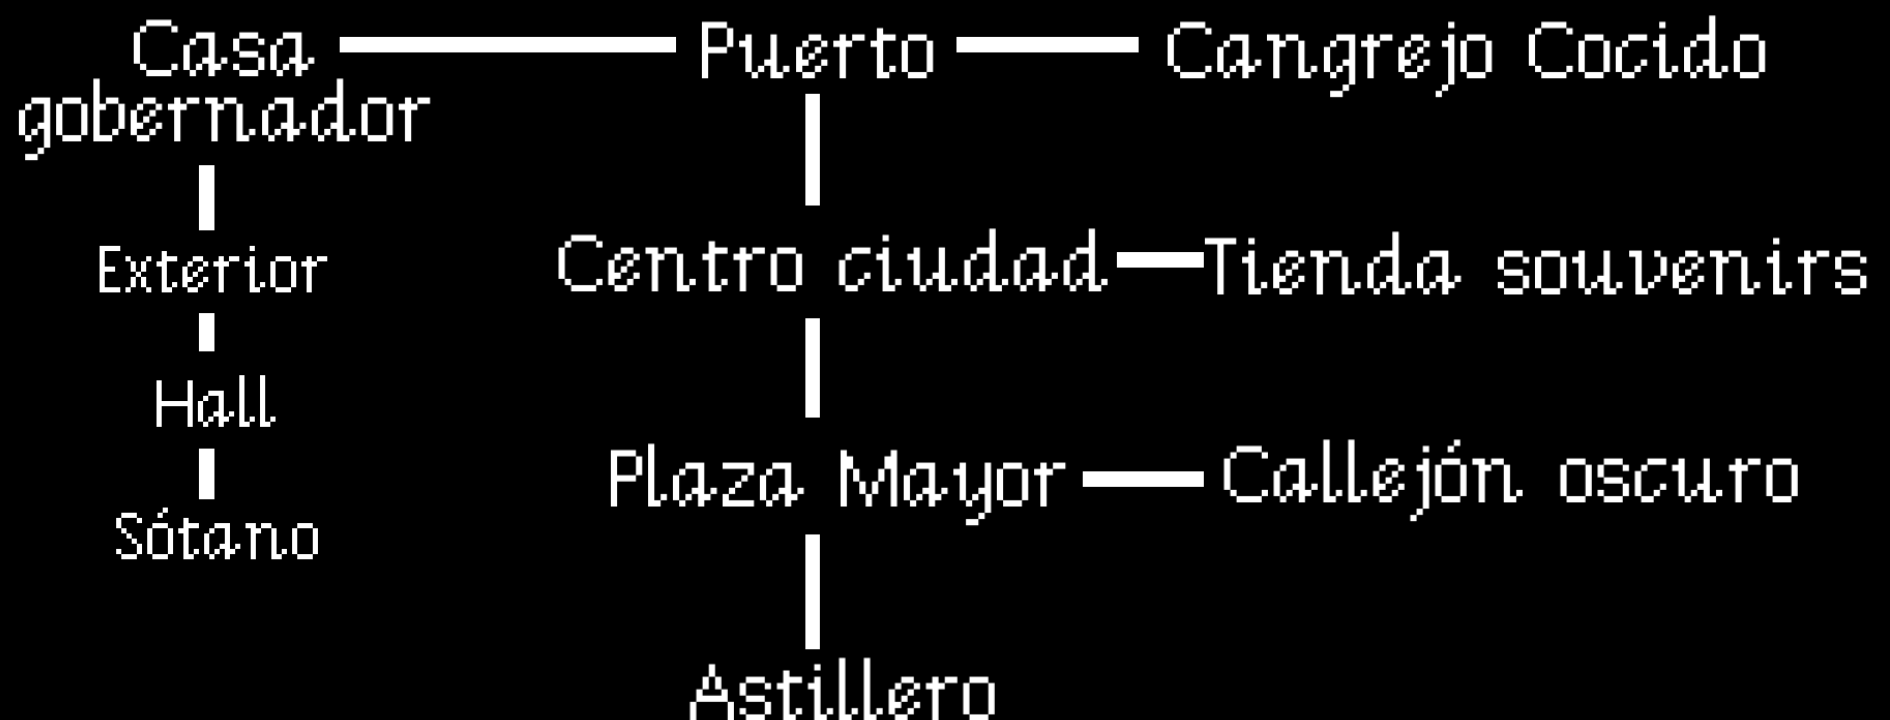 Casa
gobernador
Puerto
Cangrejo Cocido
Exterior
Centro ciudad
Tienda souvenirs
Hall
Plaza Mayor
Callejón oscuro
Sótano
Astillero